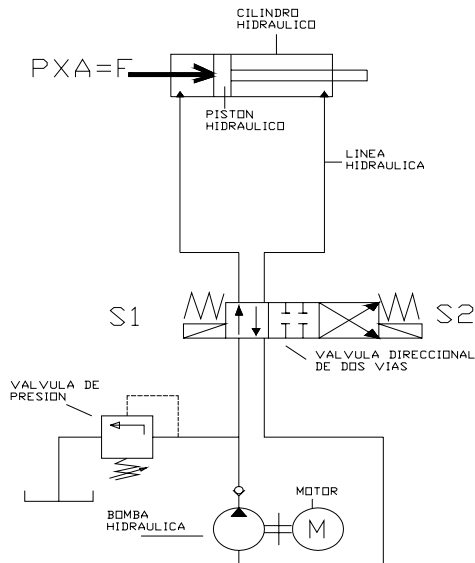 CILINDRO
HIDRAULICO
PXA=F
PISTON
HIDRAULICO
LINEA
HIDRAULICA
S1
S2
VALVULA DIRECCIONAL
DE DOS VIAS
VALVULA DE
PRESION
MOTOR
BOMBA
HIDRAULICA
M